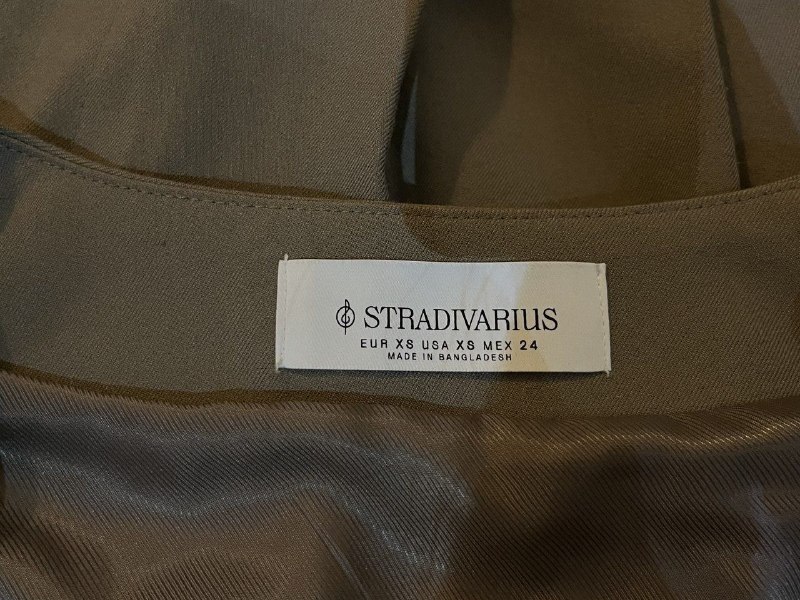 STRADIVARIUS
EUR XS USA XS MEX 24
MADE IN BANGLADESH